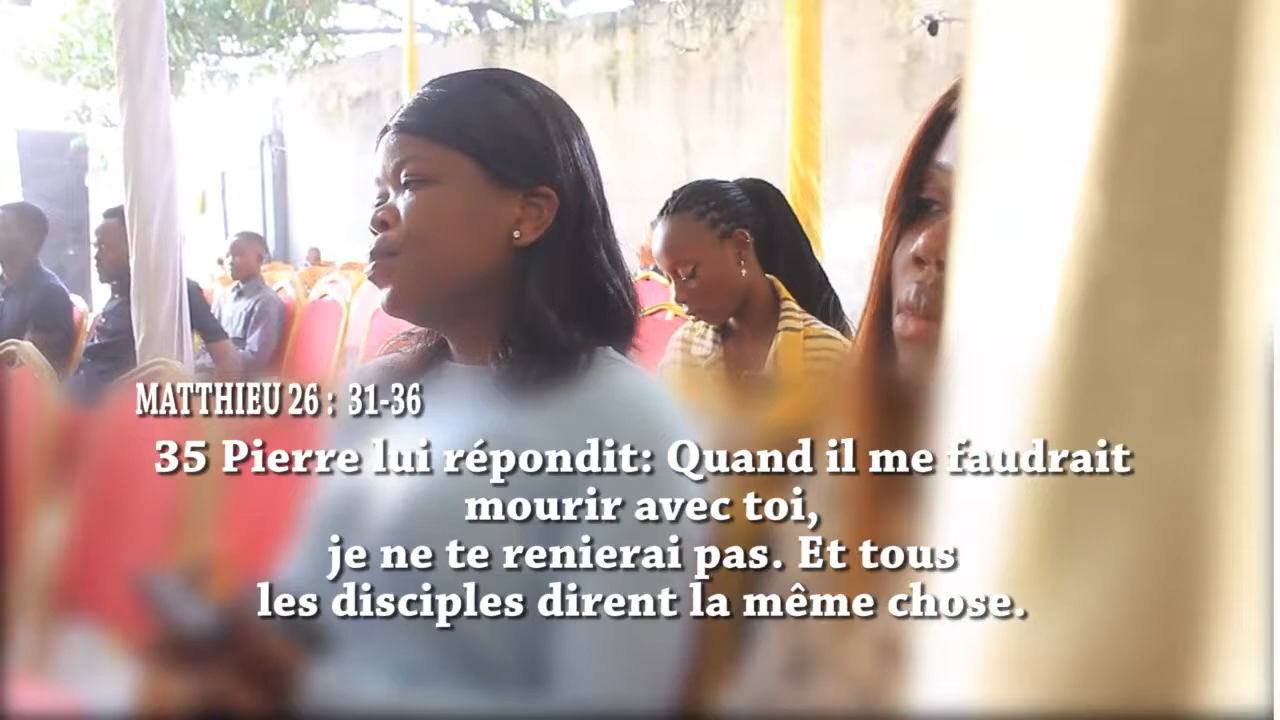 MATTHIEU 26 : 31-36
35 Pierre lui répondit: Quand il me faudrait
mourir avec toi,
je ne te renierai pas. Et tous
les disciples dirent la même chose.